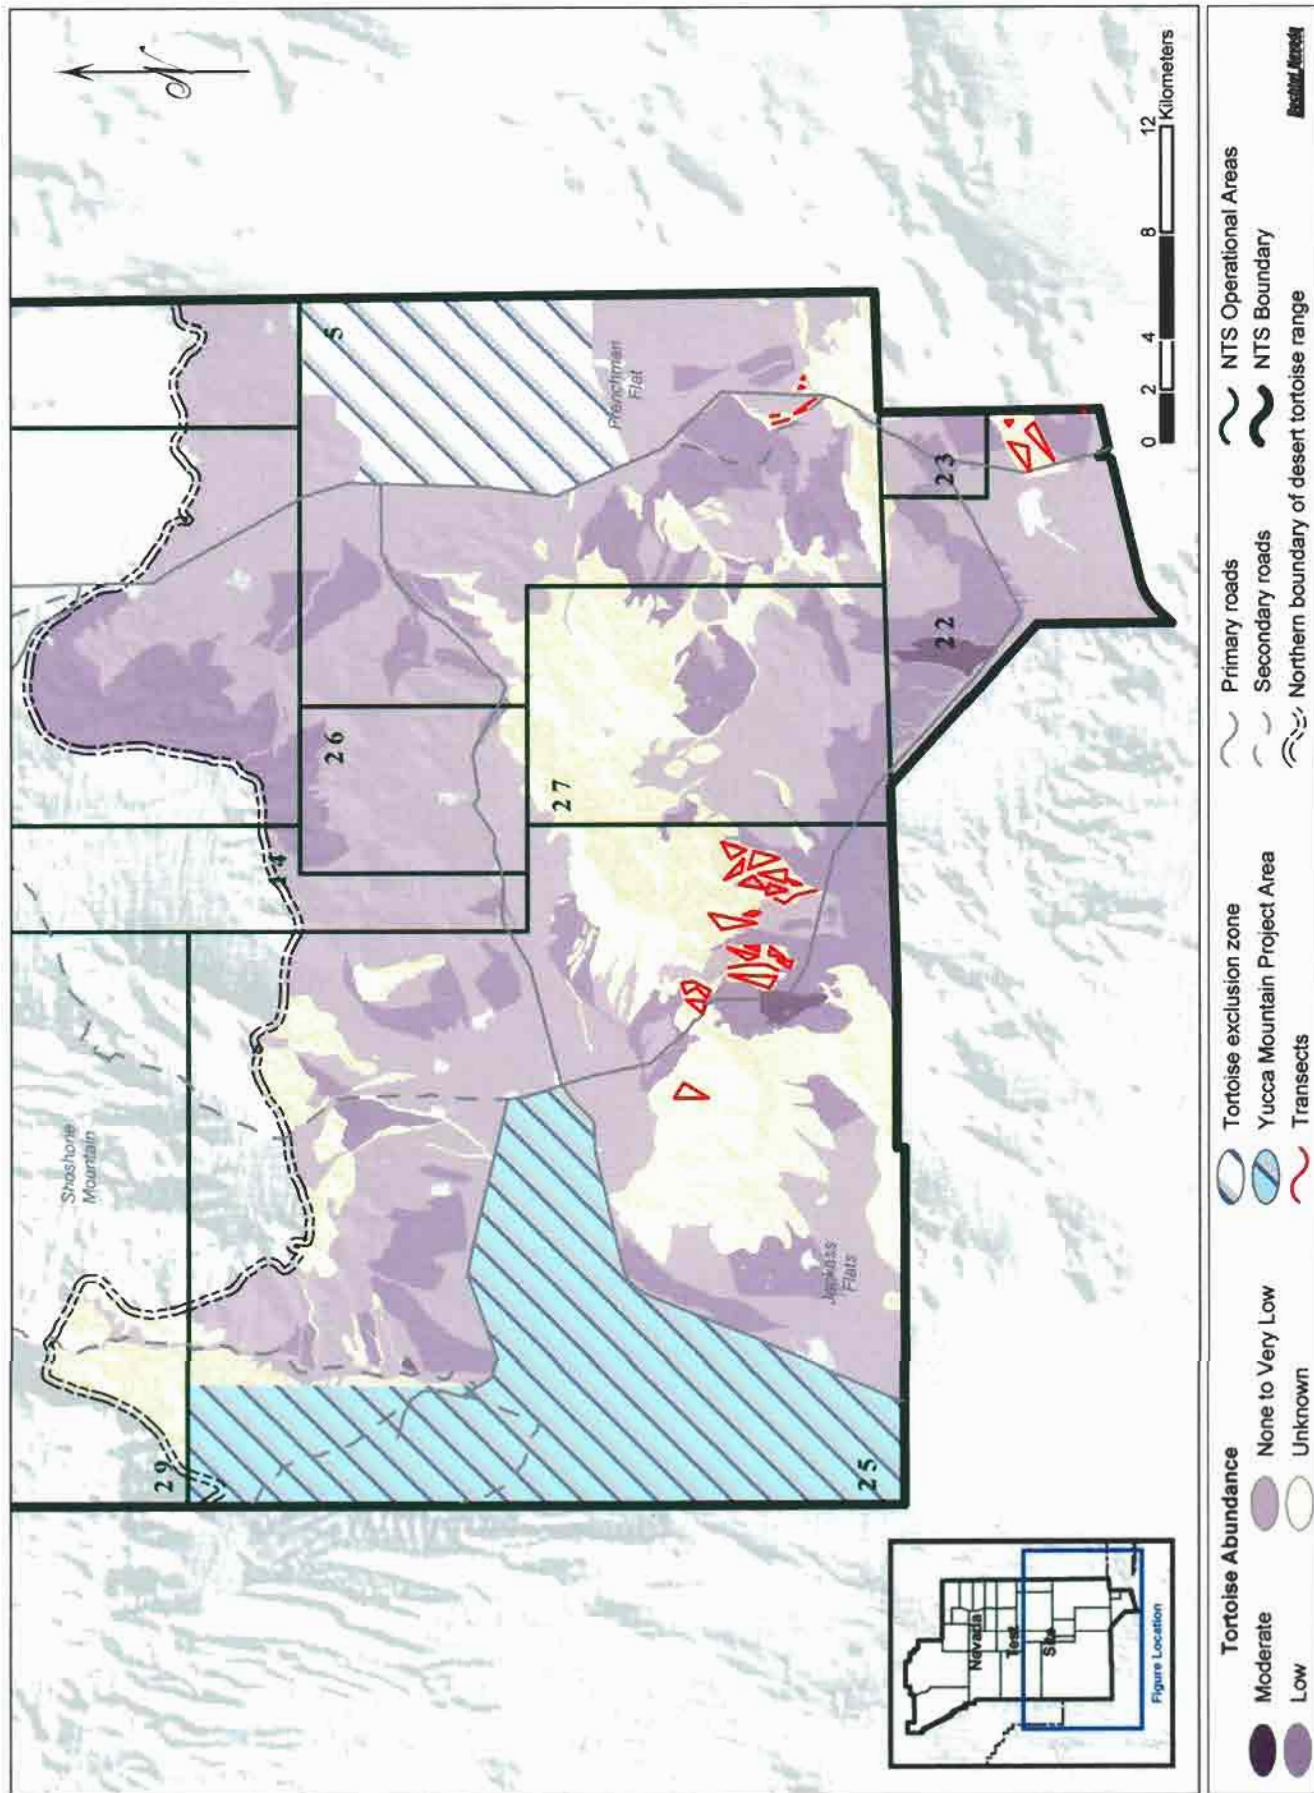 N
Shoshone
Mountain
29
14
26
5
Frenchman
Flat
27
25
Jackass
Flats
22
23
0 2 4 8 12
Kilometers
Nevada
Test
Site
Figure Location
Tortoise Abundance
Moderate
Low
None to Very Low
Unknown
Tortoise exclusion zone
Yucca Mountain Project Area
Transects
Primary roads
Secondary roads
Northern boundary of desert tortoise range
NTS Operational Areas
NTS Boundary
Bechtel Nevada